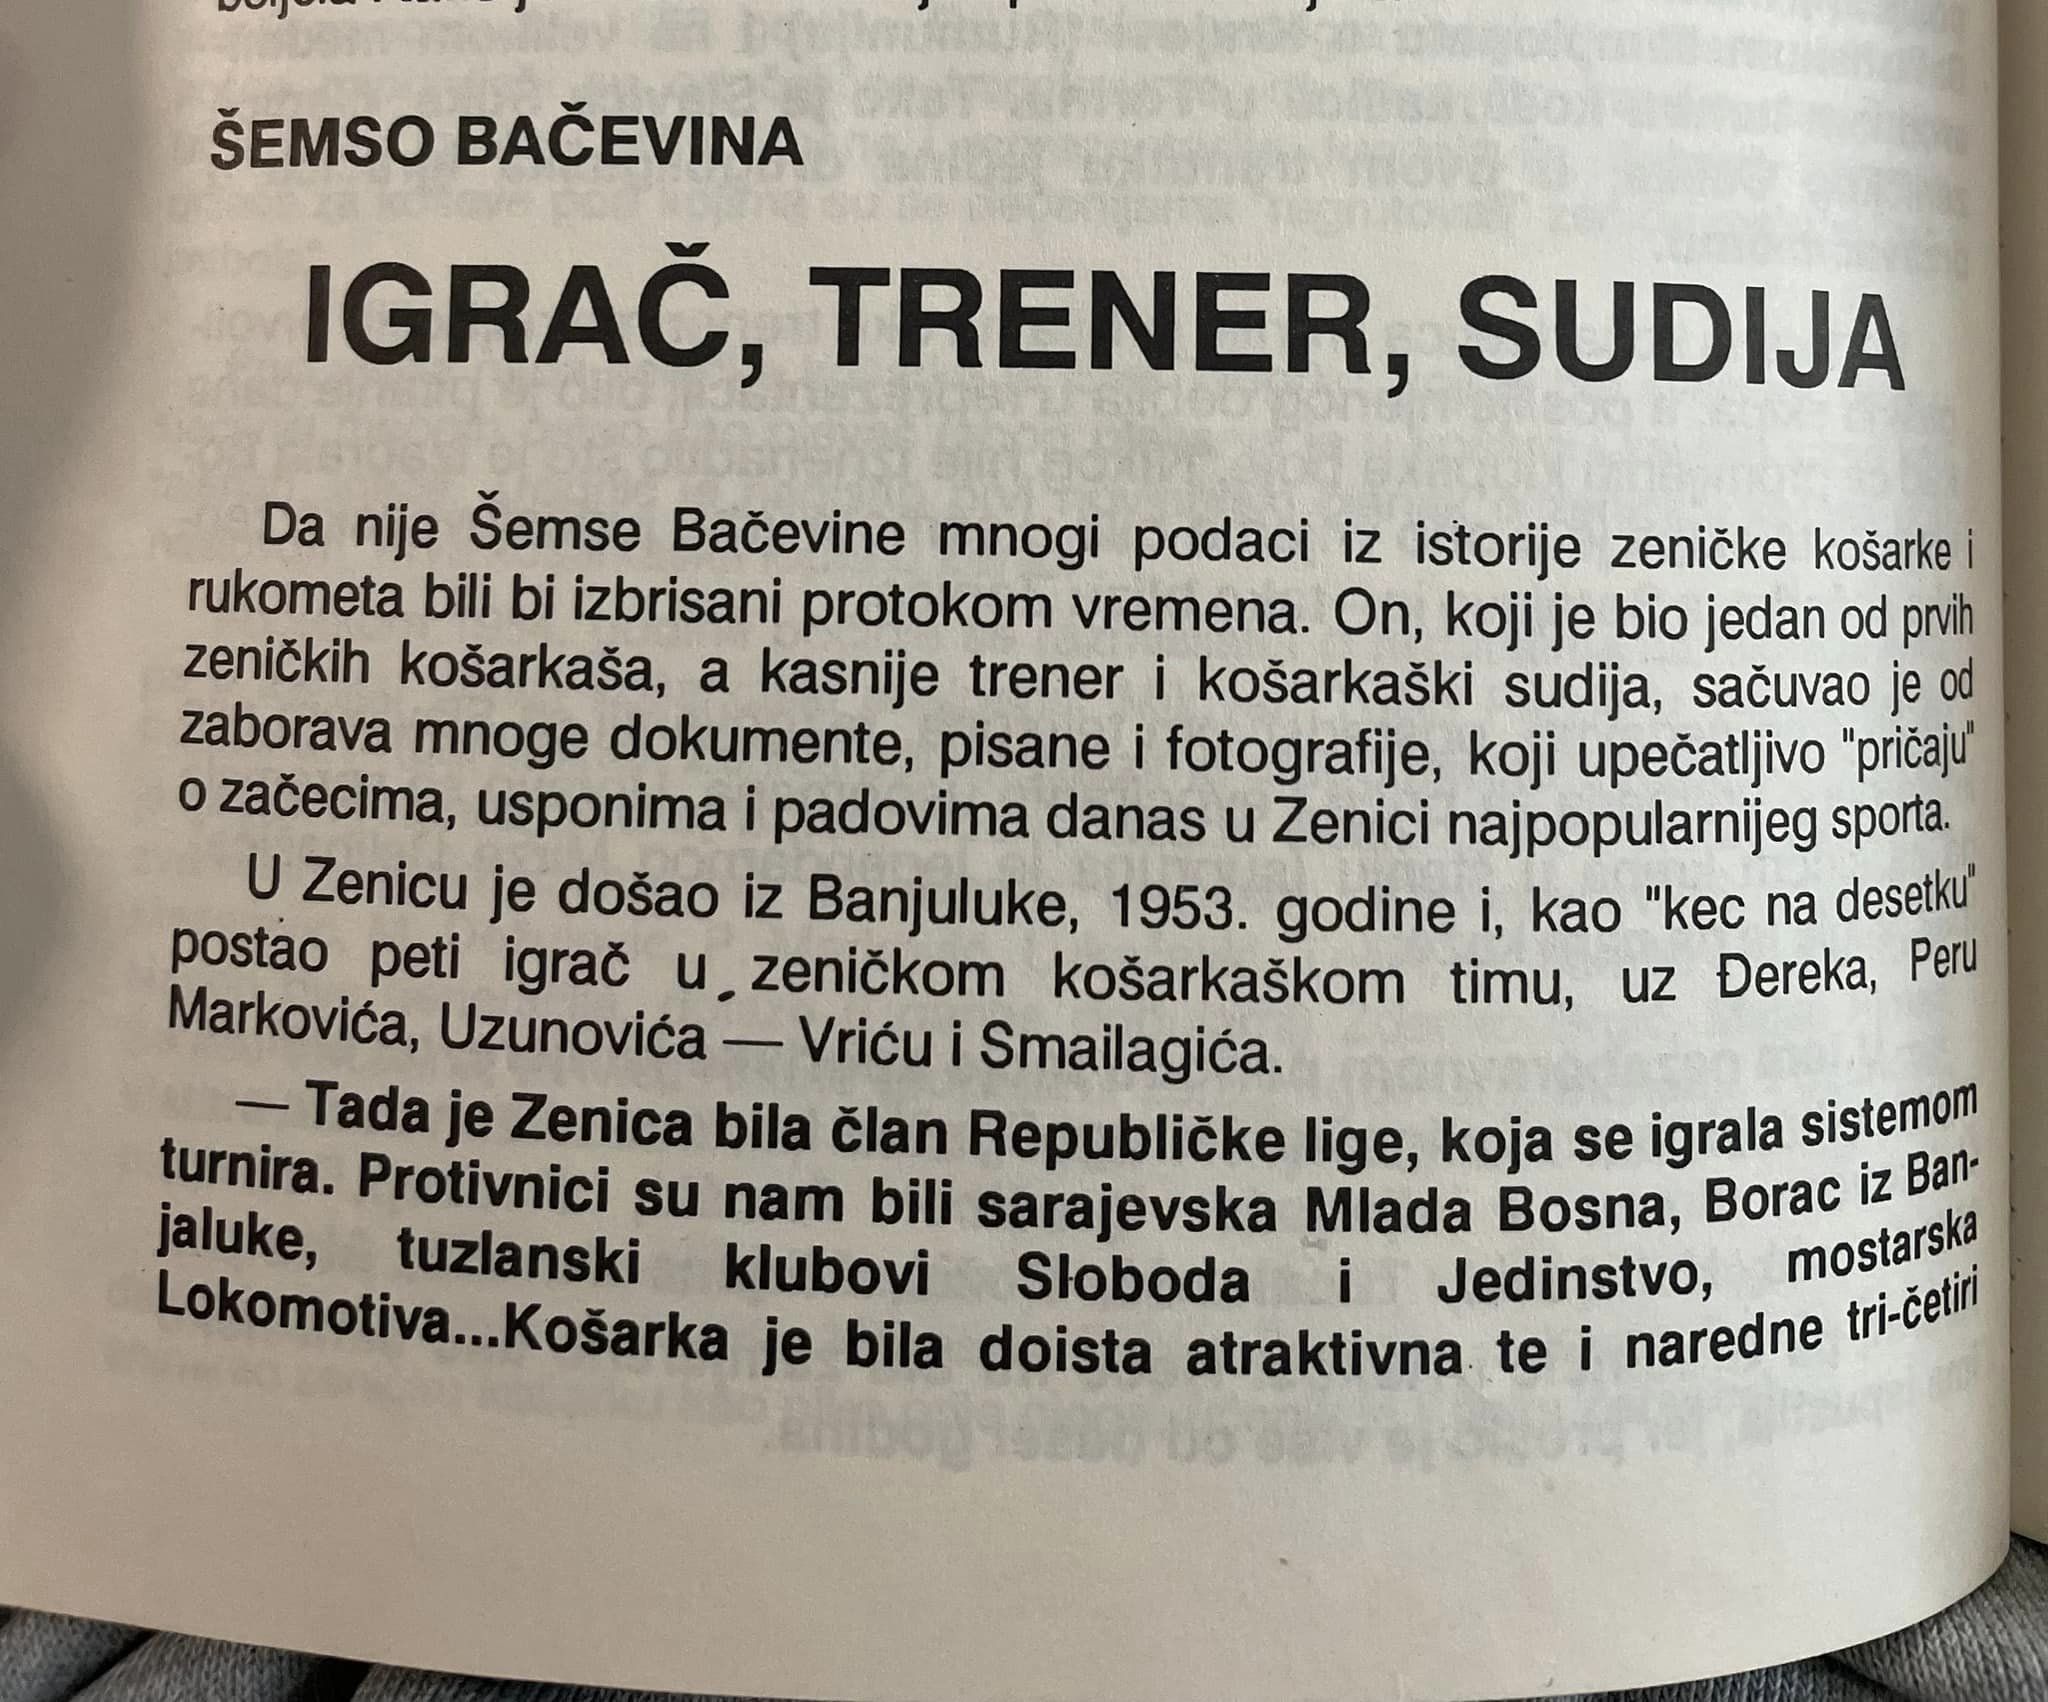 ŠEMSO BAČEVINA
IGRAČ, TRENER, SUDIJA
Da nije Šemse Bačevine mnogi podaci iz istorije zeničke košarke i
rukometa bili bi izbrisani protokom vremena. On, koji je bio jedan od prvih
zeničkih košarkaša, a kasnije trener i košarkaški sudija, sačuvao je od
zaborava mnoge dokumente, pisane i fotografije, koji upečatljivo "pričaju"
o začecima, usponima i padovima danas u Zenici najpopularnijeg sporta.
U Zenicu je došao iz Banjuluke, 1953. godine i, kao "kec na desetku"
postao peti igrač u zeničkom košarkaškom timu, uz Đereka, Peru
Markovića, Uzunovića — Vriću i Smailagića.
— Tada je Zenica bila član Republičke lige, koja se igrala sistemom
turnira. Protivnici su nam bili sarajevska Mlada Bosna, Borac iz Ban-
jaluke, tuzlanski klubovi Sloboda i Jedinstvo, mostarska
Lokomotiva...Košarka je bila doista atraktivna te i naredne tri-četiri